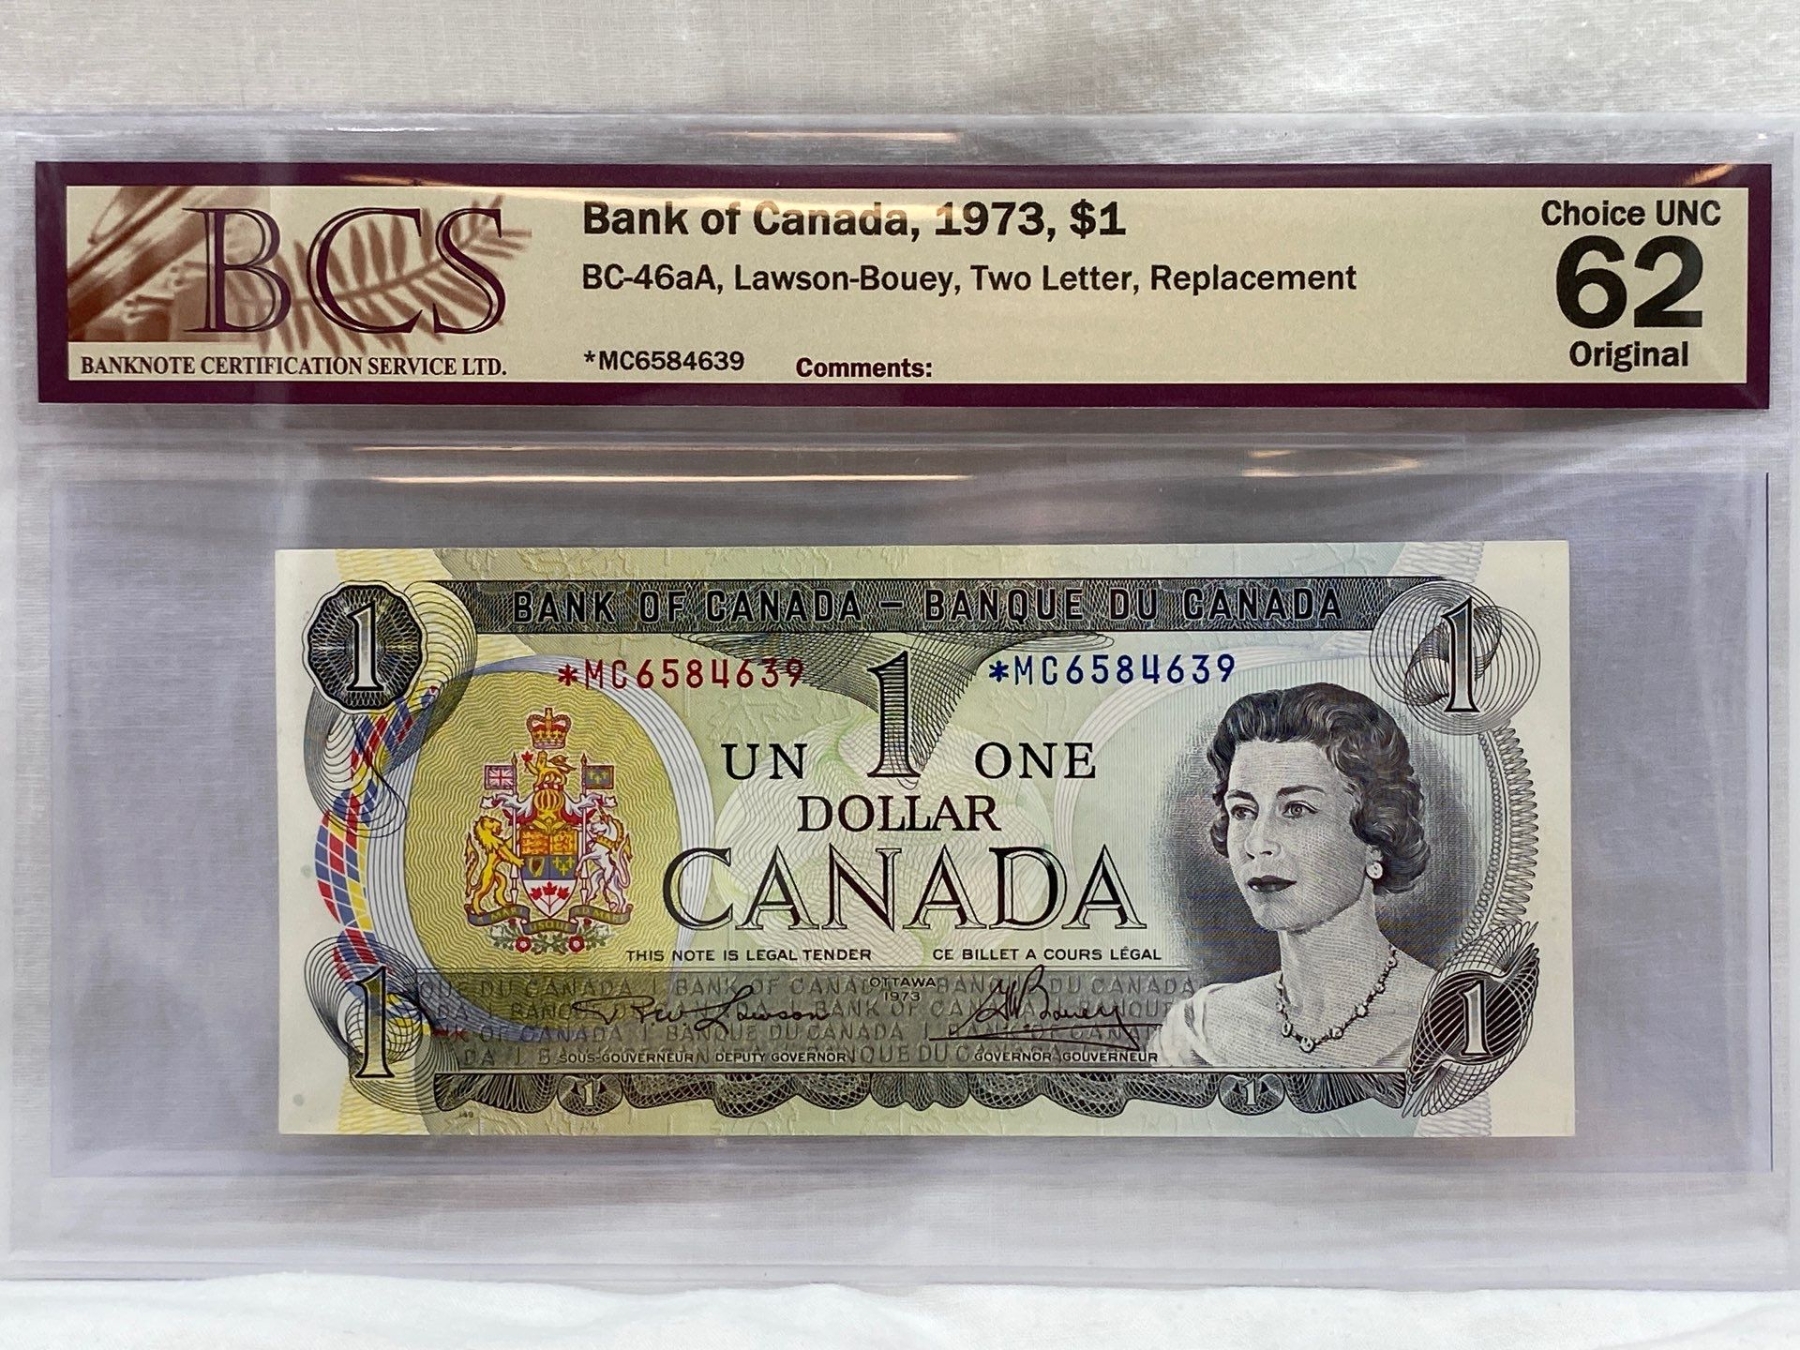 BCS
BANKNOTE CERTIFICATION SERVICE LTD.
Bank of Canada, 1973, $1
BC-46aA, Lawson-Bouey, Two Letter, Replacement
*MC6584639 Comments:
Choice UNC
62
Original
1 BANK OF CANADA – BANQUE DU CANADA 1
*MC6584639 *MC6584639
UN 1 ONE
DOLLAR
CANADA
THIS NOTE IS LEGAL TENDER CE BILLET A COURS LÉGAL
OTTAWA
1973
Lawson Bouey
SOUS-GOUVERNEUR DEPUTY GOVERNOR GOVERNOR GOUVERNEUR
1 1
1 1